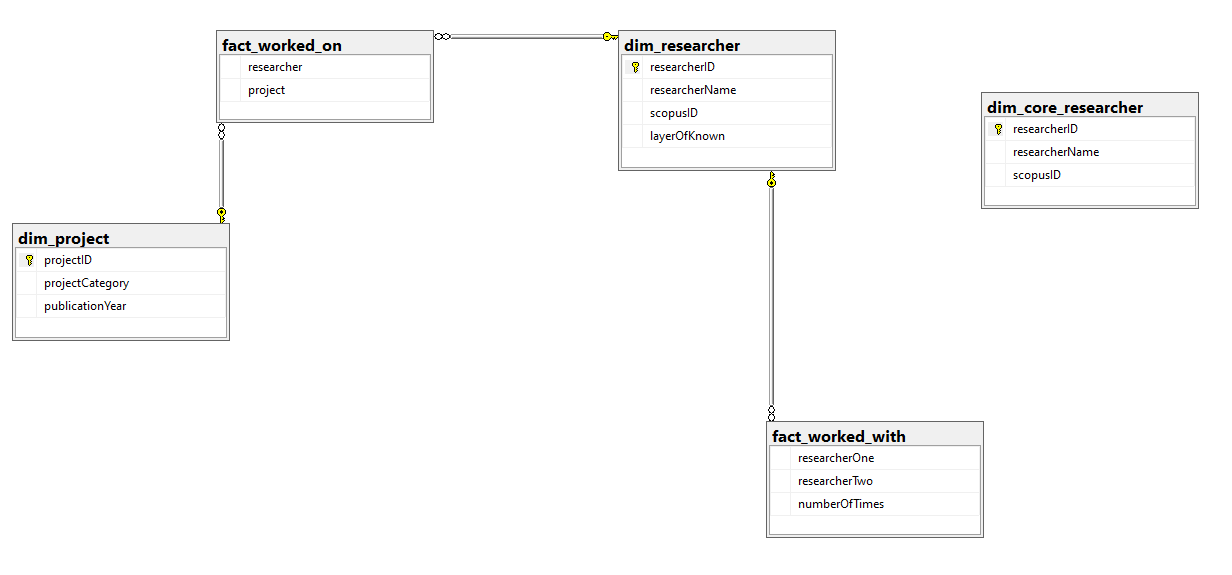 fact_worked_on
researcher
project
dim_researcher
researcherID
researcherName
scopusID
layerOfKnown
dim_core_researcher
researcherID
researcherName
scopusID
dim_project
projectID
projectCategory
publicationYear
fact_worked_with
researcherOne
researcherTwo
numberOfTimes